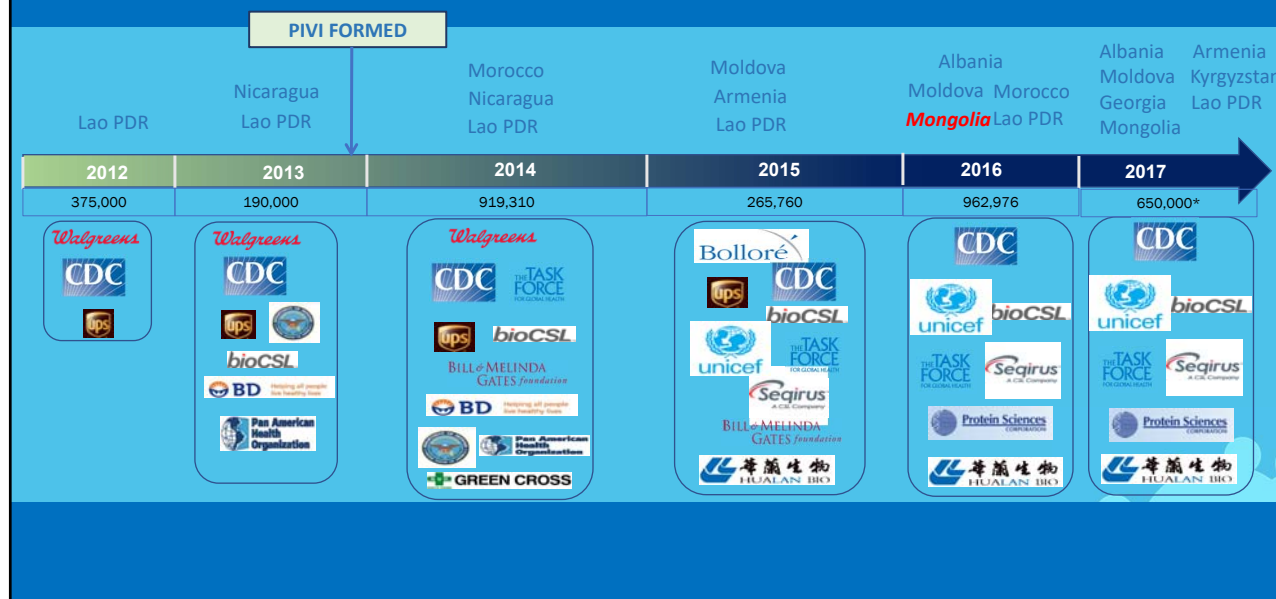 PIVI FORMED
Lao PDR
Nicaragua
Lao PDR
Morocco
Nicaragua
Lao PDR
Moldova
Armenia
Lao PDR
Albania
Moldova Morocco
Mongolia Lao PDR
Albania Armenia
Moldova Kyrgyzstan
Georgia Lao PDR
Mongolia
2012 2013 2014 2015 2016 2017
375,000 190,000 919,310 265,760 962,976 650,000*
Walgreens
CDC
ups
Walgreens
CDC
ups
bioCSL
BD Helping all people
live healthy lives
Pan American
Health
Organization
Walgreens
CDC
THE TASK
FORCE
FOR GLOBAL HEALTH
ups
bioCSL
BILL & MELINDA
GATES foundation
BD Helping all people
live healthy lives
Pan American
Health
Organization
GREEN CROSS
Bolloré
ups
CDC
bioCSL
unicef
THE TASK
FORCE
FOR GLOBAL HEALTH
Seqirus
A CSL Company
BILL & MELINDA
GATES foundation
華蘭生物
HUALAN BIO
CDC
unicef
bioCSL
THE TASK
FORCE
FOR GLOBAL HEALTH
Seqirus
A CSL Company
Protein Sciences
CORPORATION
華蘭生物
HUALAN BIO
CDC
unicef
bioCSL
THE TASK
FORCE
FOR GLOBAL HEALTH
Seqirus
A CSL Company
Protein Sciences
CORPORATION
華蘭生物
HUALAN BIO